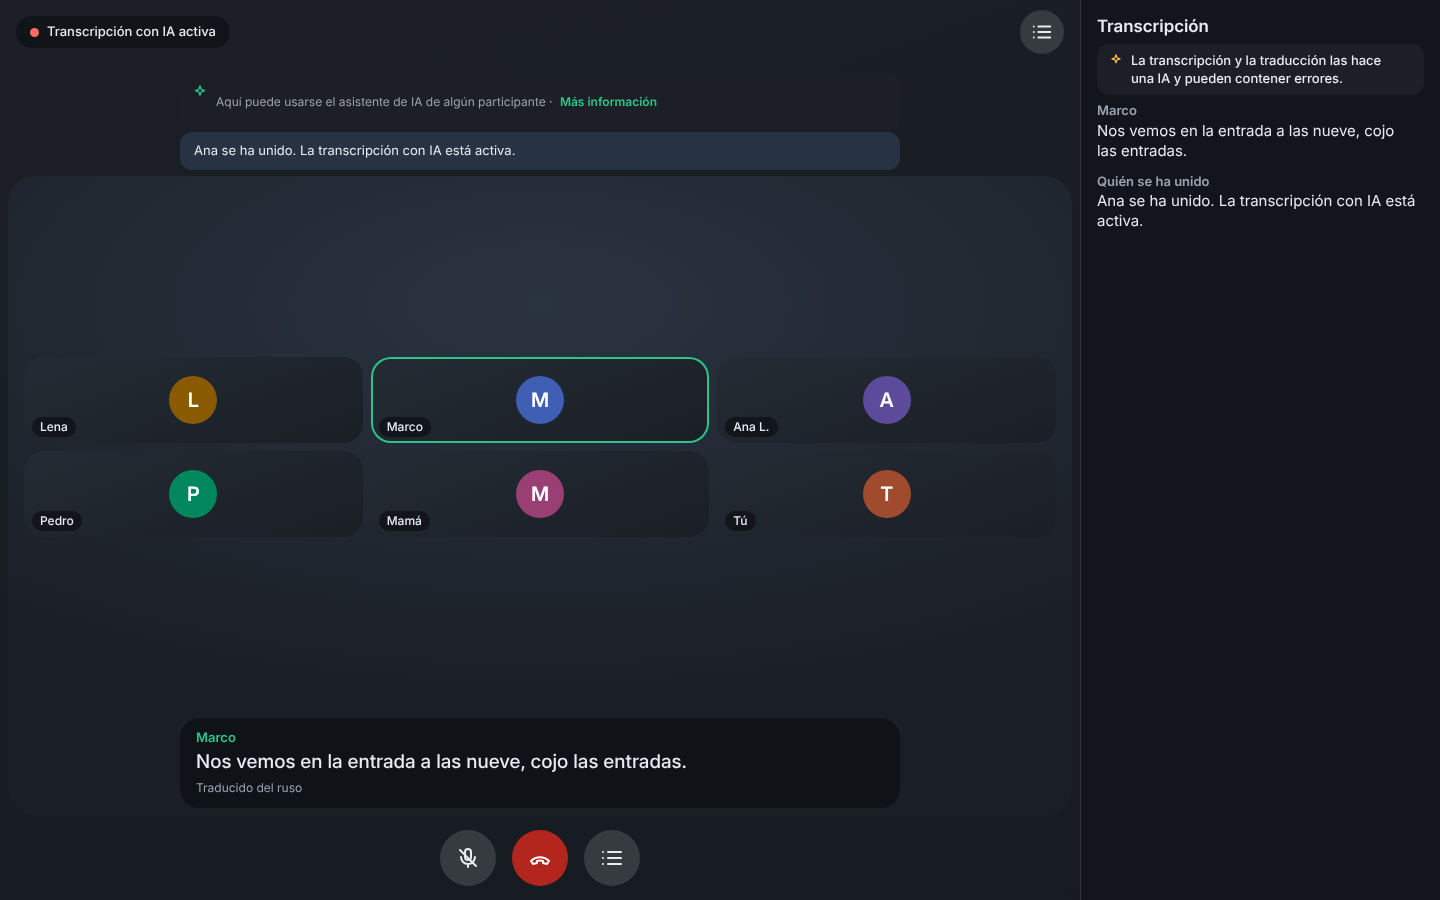 Transcripción con IA activa
Aquí puede usarse el asistente de IA de algún participante · Más información
Ana se ha unido. La transcripción con IA está activa.
L
Lena
M
Marco
A
Ana L.
P
Pedro
M
Mamá
T
Tú
Marco
Nos vemos en la entrada a las nueve, cojo las entradas.
Traducido del ruso
Transcripción
La transcripción y la traducción las hace
una IA y pueden contener errores.
Marco
Nos vemos en la entrada a las nueve, cojo
las entradas.
Quién se ha unido
Ana se ha unido. La transcripción con IA está
activa.